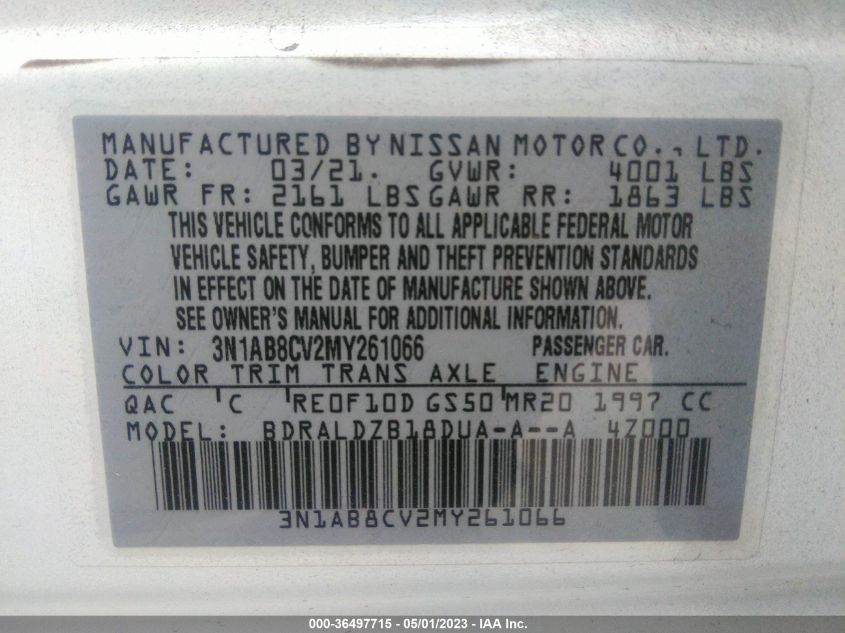 MANUFACTURED BY NISSAN MOTOR CO., LTD.
DATE: 03/21. GVWR: 4001 LBS
GAWR FR: 2161 LBS GAWR RR: 1863 LBS
THIS VEHICLE CONFORMS TO ALL APPLICABLE FEDERAL MOTOR
VEHICLE SAFETY, BUMPER AND THEFT PREVENTION STANDARDS
IN EFFECT ON THE DATE OF MANUFACTURE SHOWN ABOVE.
SEE OWNER'S MANUAL FOR ADDITIONAL INFORMATION.
VIN: 3N1AB8CV2MY261066 PASSENGER CAR.
COLOR TRIM TRANS AXLE ENGINE
QAC C RE0F10D GS50 MR20 1997 CC
MODEL: BDRALDZB18DUA-A--A 4Z000
3N1AB8CV2MY261066
000-36497715 - 05/01/2023 - IAA Inc.